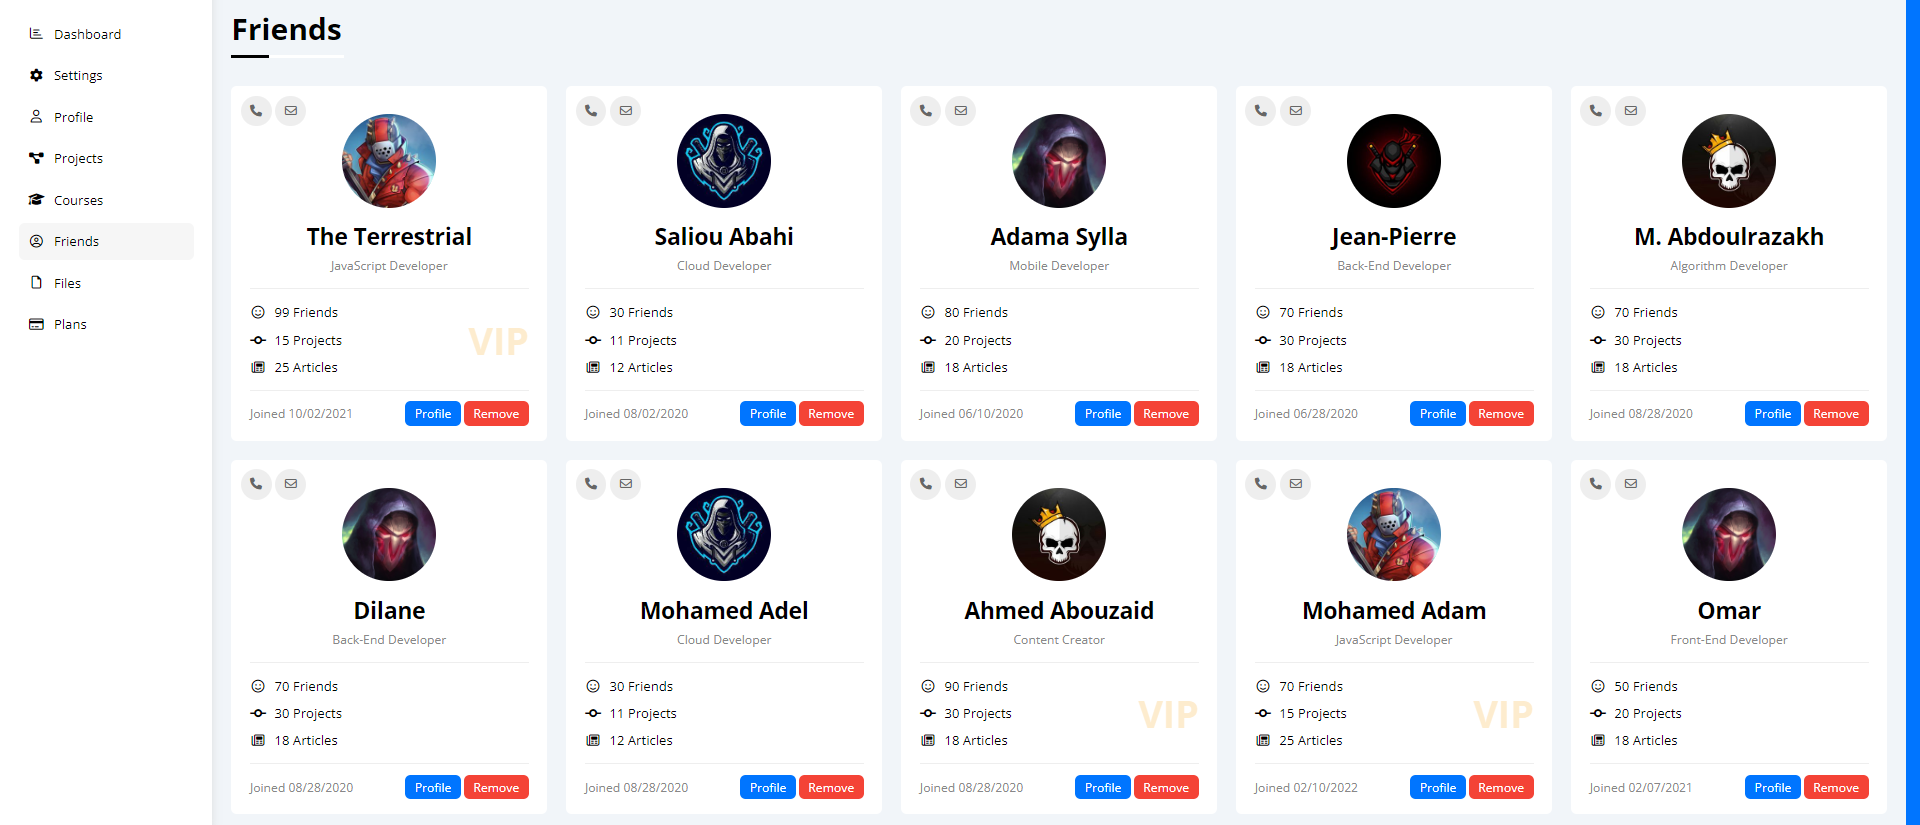 Dashboard
Settings
Profile
Projects
Courses
Friends
Files
Plans
Friends
The Terrestrial
JavaScript Developer
99 Friends
15 Projects
25 Articles
VIP
Joined 10/02/2021
Profile
Remove
Saliou Abahi
Cloud Developer
30 Friends
11 Projects
12 Articles
Joined 08/02/2020
Profile
Remove
Adama Sylla
Mobile Developer
80 Friends
20 Projects
18 Articles
Joined 06/10/2020
Profile
Remove
Jean-Pierre
Back-End Developer
70 Friends
30 Projects
18 Articles
Joined 06/28/2020
Profile
Remove
M. Abdoulrazakh
Algorithm Developer
70 Friends
30 Projects
18 Articles
Joined 08/28/2020
Profile
Remove
Dilane
Back-End Developer
70 Friends
30 Projects
18 Articles
Joined 08/28/2020
Profile
Remove
Mohamed Adel
Cloud Developer
30 Friends
11 Projects
12 Articles
Joined 08/28/2020
Profile
Remove
Ahmed Abouzaid
Content Creator
90 Friends
30 Projects
18 Articles
VIP
Joined 08/28/2020
Profile
Remove
Mohamed Adam
JavaScript Developer
70 Friends
15 Projects
25 Articles
VIP
Joined 02/10/2022
Profile
Remove
Omar
Front-End Developer
50 Friends
20 Projects
18 Articles
Joined 02/07/2021
Profile
Remove